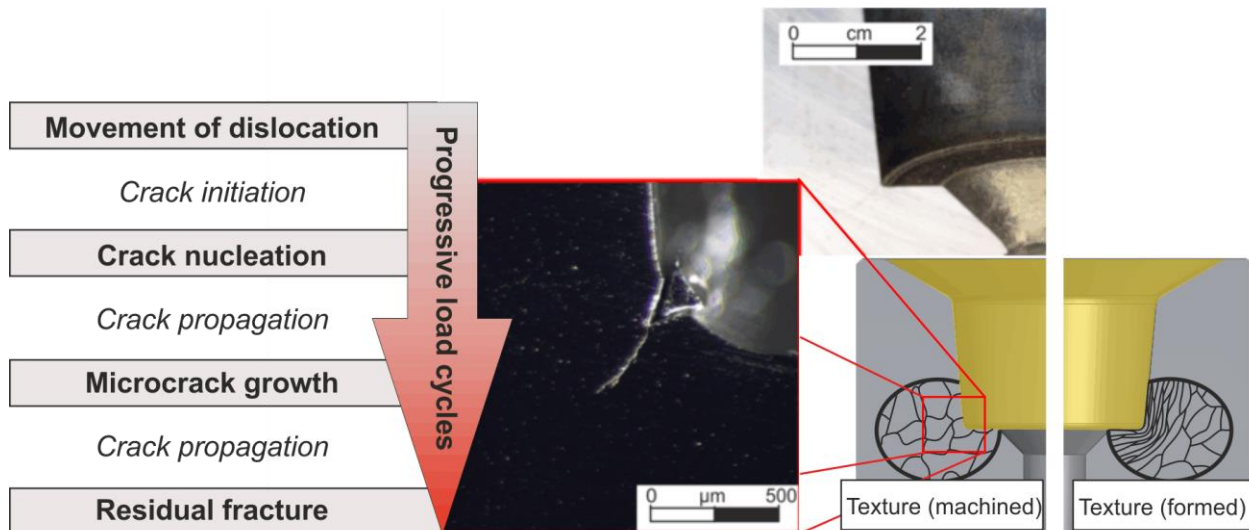 Movement of dislocation
Crack initiation
Crack nucleation
Crack propagation
Microcrack growth
Crack propagation
Residual fracture
Progressive load cycles
0 cm 2
0 µm 500
Texture (machined)
Texture (formed)